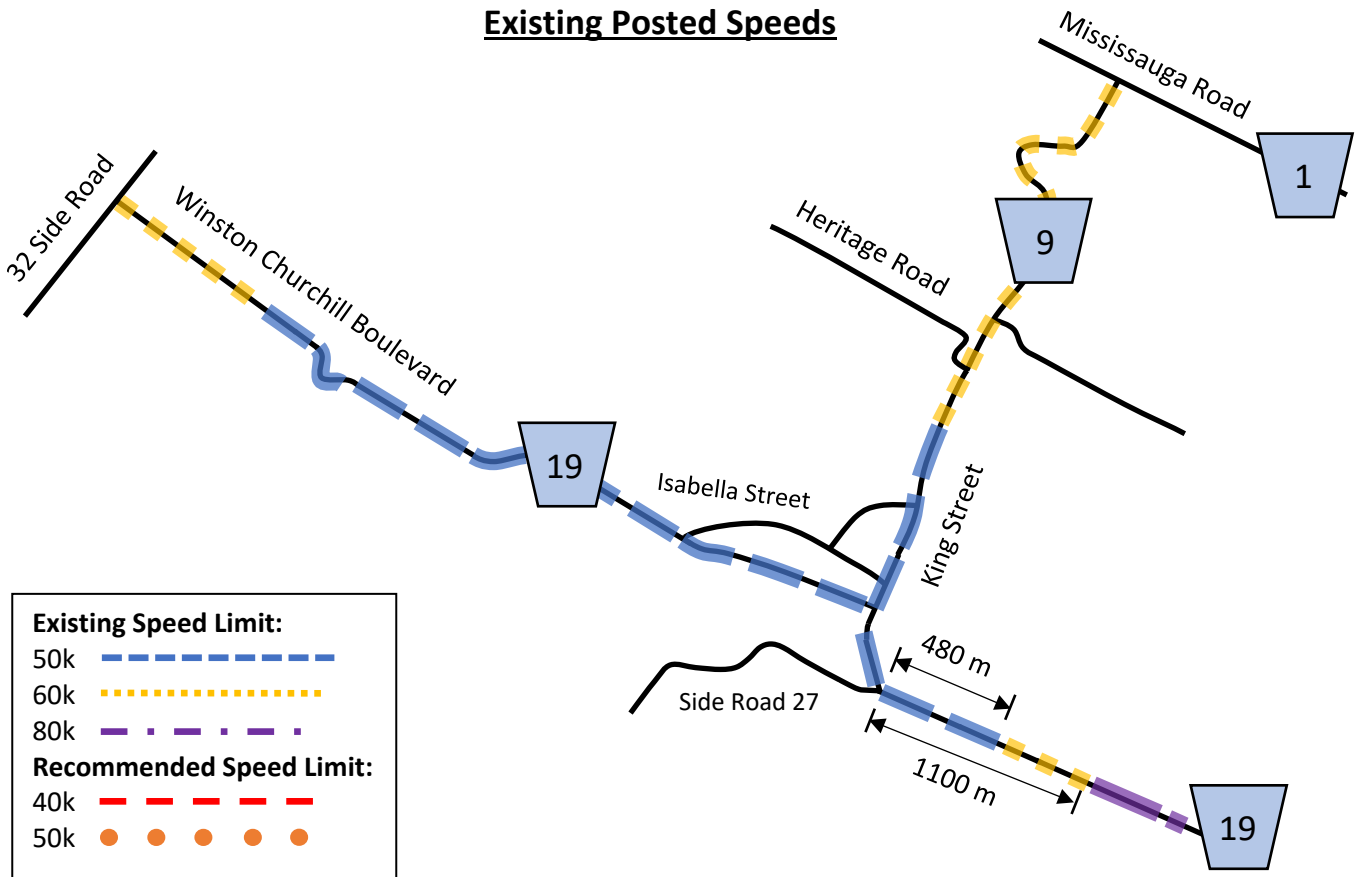 Existing Posted Speeds
Mississauga Road
1
32 Side Road
Winston Churchill Boulevard
Heritage Road
9
19
Isabella Street
King Street
480 m
Side Road 27
1100 m
19
Existing Speed Limit:
50k
60k
80k
Recommended Speed Limit:
40k
50k